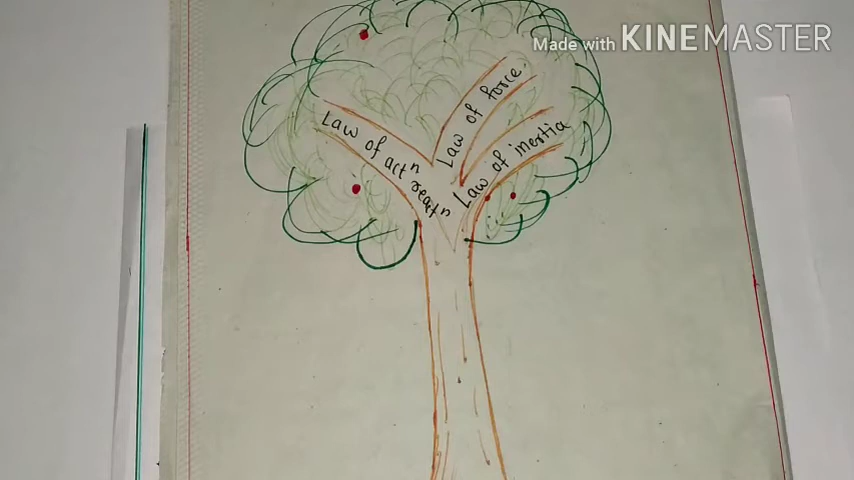 Made with KINEMASTER
Law of force.
Law of actⁿ reactⁿ
Law of inertia